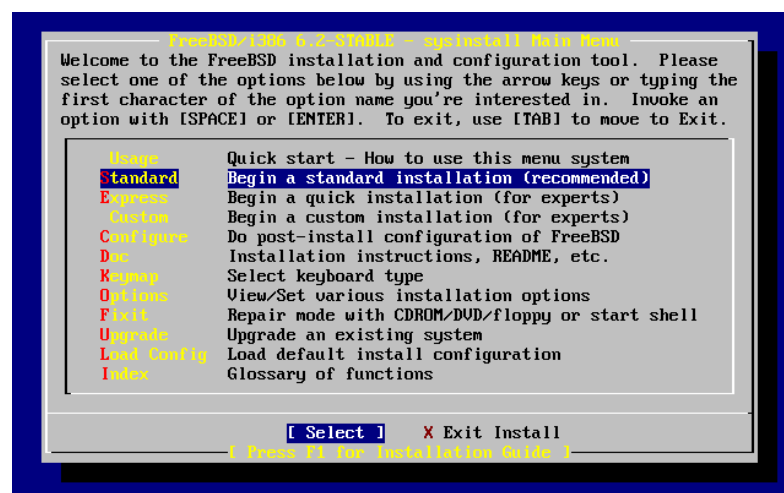 FreeBSD/i386 6.2-STABLE - sysinstall Main Menu
Welcome to the FreeBSD installation and configuration tool.  Please
select one of the options below by using the arrow keys or typing the
first character of the option name you're interested in.  Invoke an
option with [SPACE] or [ENTER].  To exit, use [TAB] to move to Exit.
Usage Quick start - How to use this menu system
Standard Begin a standard installation (recommended)
Express Begin a quick installation (for experts)
Custom Begin a custom installation (for experts)
Configure Do post-install configuration of FreeBSD
Doc Installation instructions, README, etc.
Keymap Select keyboard type
Options View/Set various installation options
Fixit Repair mode with CDROM/DVD/floppy or start shell
Upgrade Upgrade an existing system
Load Config Load default install configuration
Index Glossary of functions
[ Select ] X Exit Install
[ Press F1 for Installation Guide ]